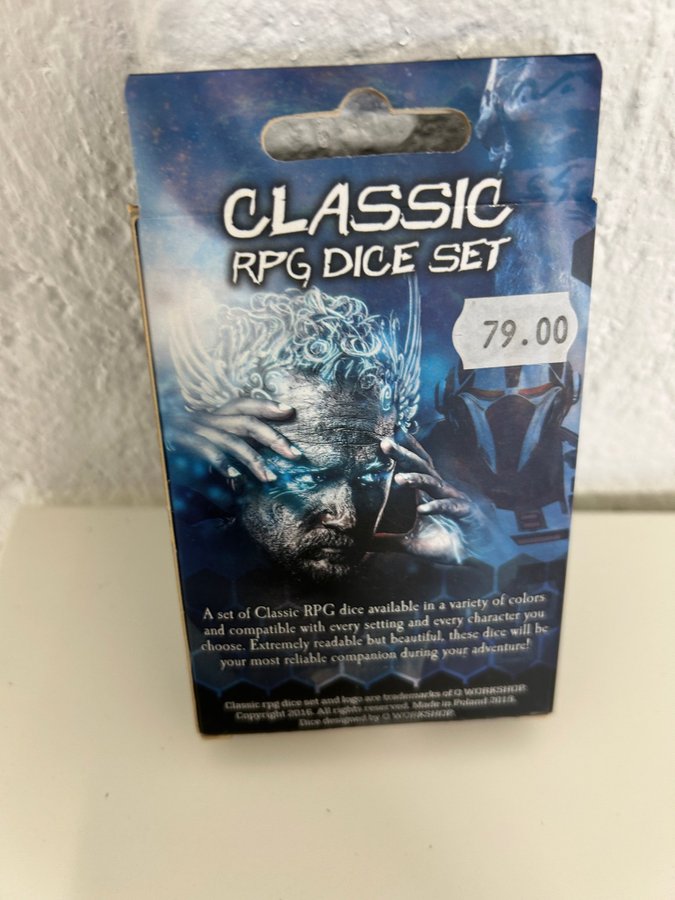 CLASSIC
RPG DICE SET
79.00
A set of Classic RPG dice available in a variety of colors
and compatible with every setting and every character you
choose. Extremely readable but beautiful, these dice will be
your most reliable companion during your adventure!
Classic rpg dice set and logo are trademarks of Q WORKSHOP.
Copyright 2016. All rights reserved. Made in Poland 2016.
Dice designed by Q WORKSHOP.